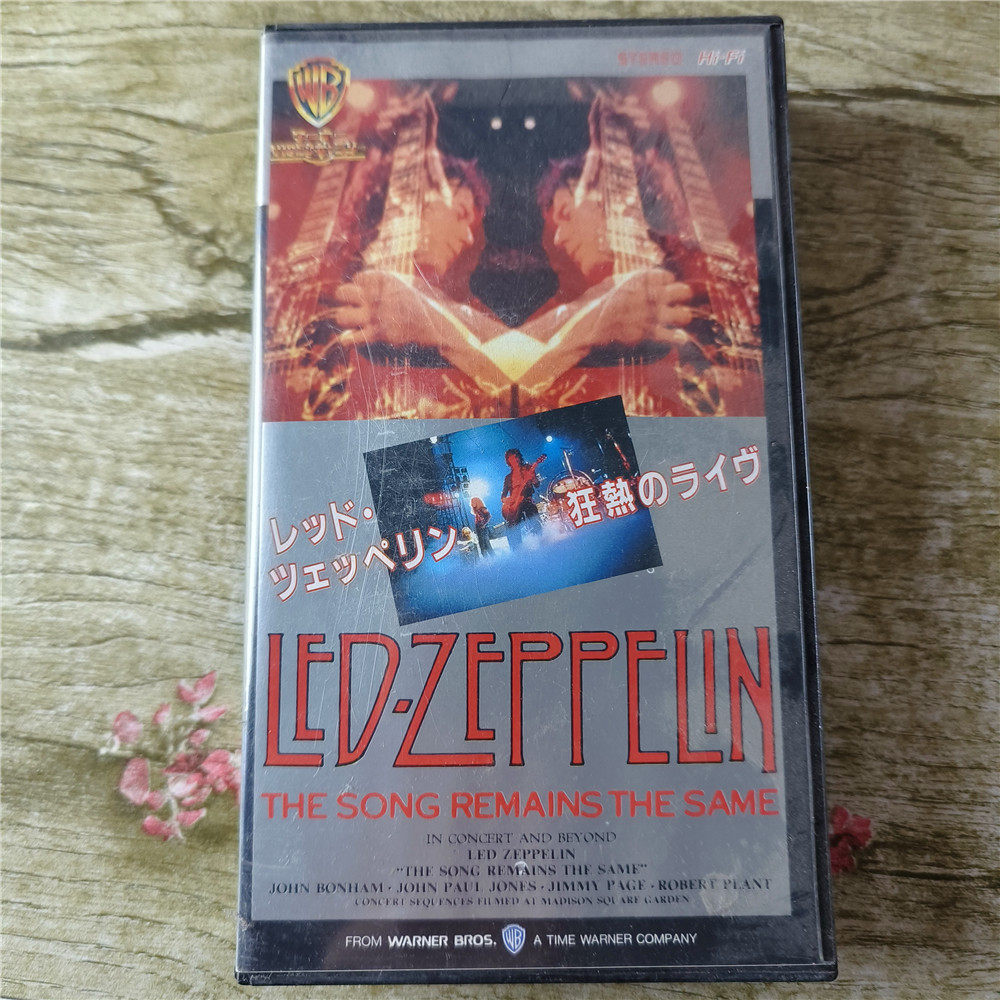 STEREO Hi-Fi
WB
レッド・
ツェッペリン
狂熱のライヴ
LED-ZEPPELIN
THE SONG REMAINS THE SAME
IN CONCERT AND BEYOND
LED ZEPPELIN
"THE SONG REMAINS THE SAME"
JOHN BONHAM · JOHN PAUL JONES · JIMMY PAGE · ROBERT PLANT
CONCERT SEQUENCES FILMED AT MADISON SQUARE GARDEN
FROM WARNER BROS. WB A TIME WARNER COMPANY